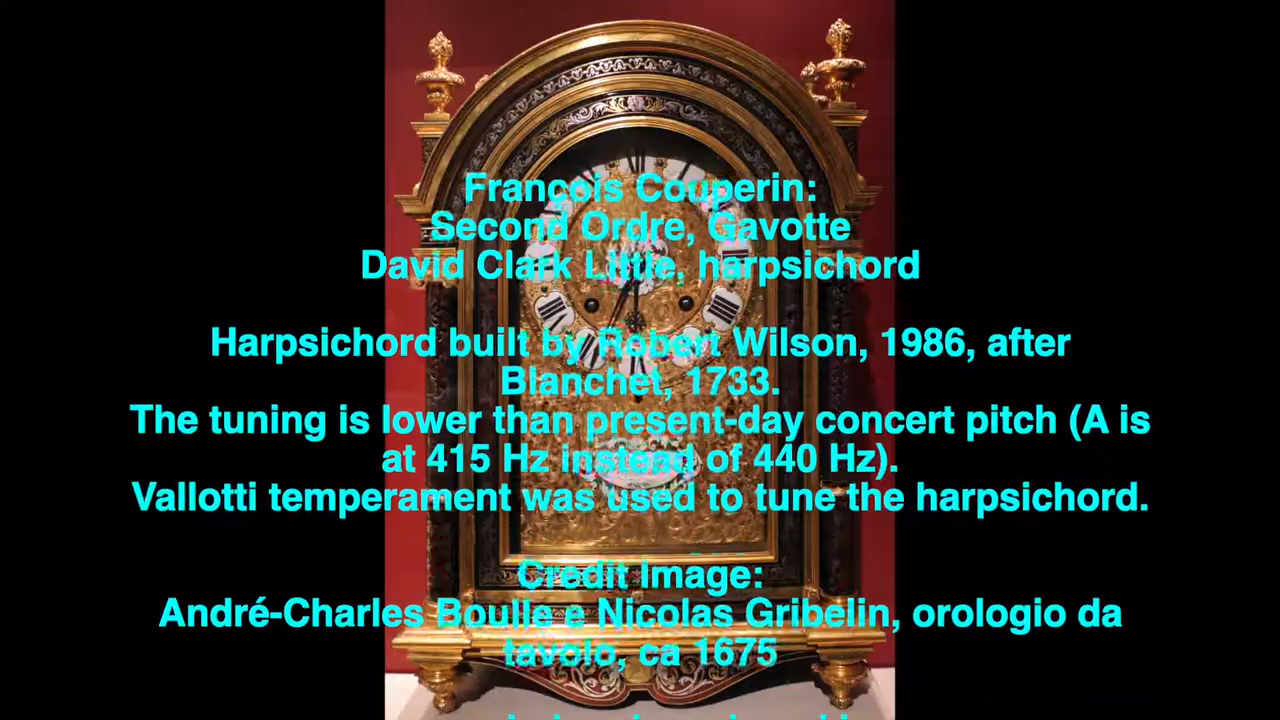 François Couperin:
Second Ordre, Gavotte
David Clark Little, harpsichord
Harpsichord built by Robert Wilson, 1986, after
Blanchet, 1733.
The tuning is lower than present-day concert pitch (A is
at 415 Hz instead of 440 Hz).
Vallotti temperament was used to tune the harpsichord.
Credit Image:
André-Charles Boulle e Nicolas Gribelin, orologio da
tavolo, ca 1675